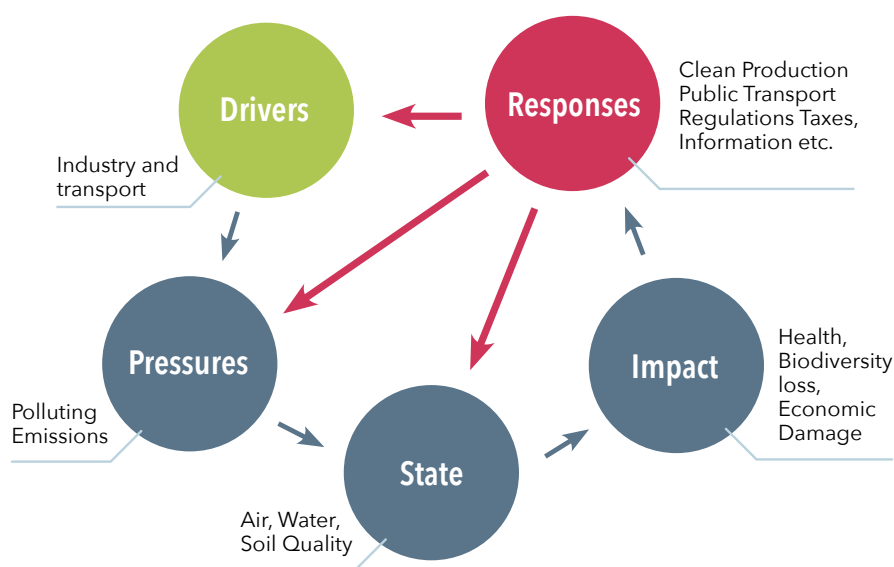 Drivers
Industry and
transport
Responses
Clean Production
Public Transport
Regulations Taxes,
Information etc.
Pressures
Polluting
Emissions
State
Air, Water,
Soil Quality
Impact
Health,
Biodiversity
loss,
Economic
Damage